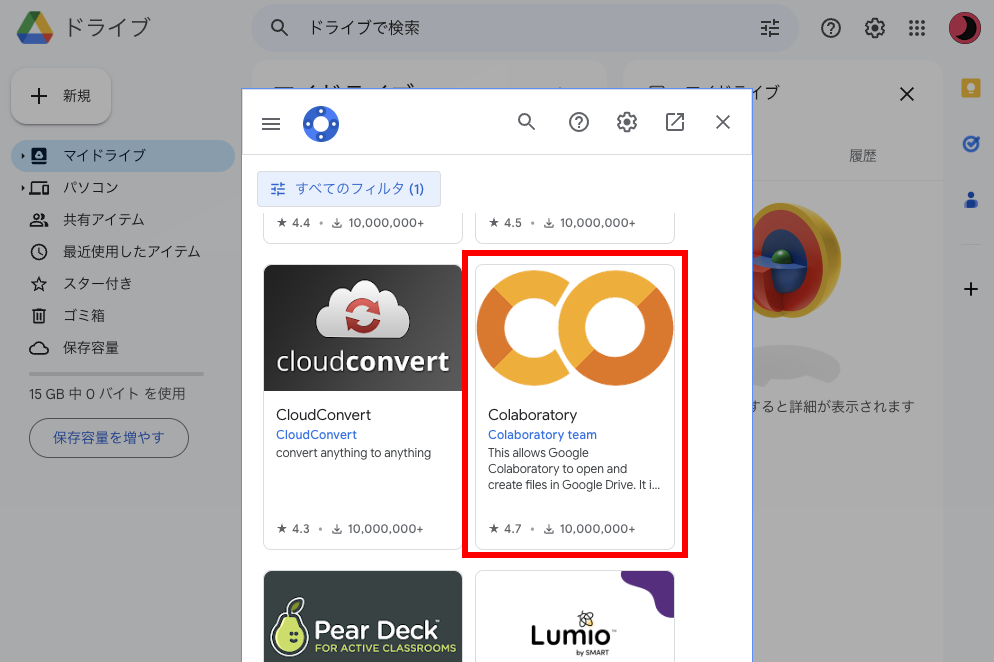 ドライブ
ドライブで検索
新規
マイドライブ
パソコン
共有アイテム
最近使用したアイテム
スター付き
ゴミ箱
保存容量
15 GB 中 0 バイト を使用
保存容量を増やす
マイドライブ
履歴
すると詳細が表示されます
すべてのフィルタ (1)
★ 4.4 • 10,000,000+
★ 4.5 • 10,000,000+
cloudconvert
CloudConvert
CloudConvert
convert anything to anything
★ 4.3 • 10,000,000+
Colaboratory
Colaboratory team
This allows Google
Colaboratory to open and
create files in Google Drive. It i...
★ 4.7 • 10,000,000+
Pear Deck™
FOR ACTIVE CLASSROOMS
Lumio™
by SMART